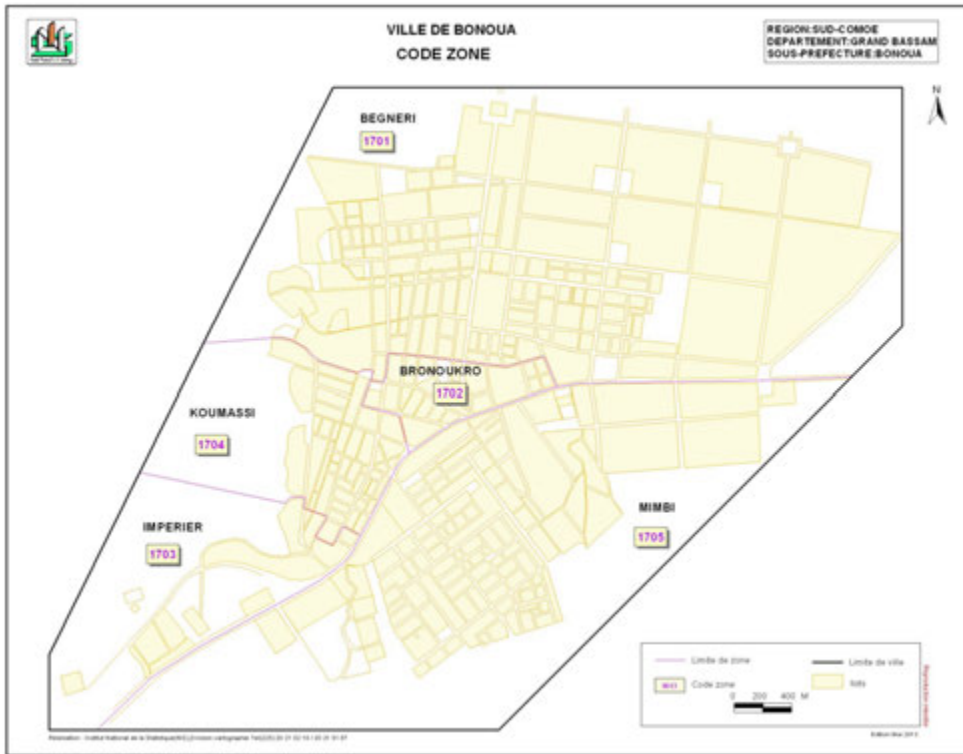 VILLE DE BONOUA
CODE ZONE
REGION:SUD-COMOE
DEPARTEMENT:GRAND BASSAM
SOUS-PREFECTURE:BONOUA
N
BEGNERI
1701
BRONOUKRO
1702
KOUMASSI
1704
IMPERIER
1703
MIMBI
1705
Limite de zone
Limite de ville
Code zone
Ilots
0 200 400 M